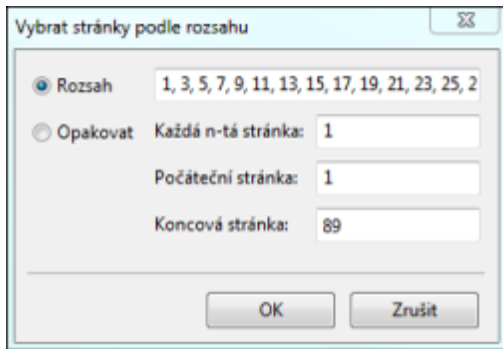 Vybrat stránky podle rozsahu
Rozsah 1, 3, 5, 7, 9, 11, 13, 15, 17, 19, 21, 23, 25, 2
Opakovat Každá n-tá stránka: 1
Počáteční stránka: 1
Koncová stránka: 89
OK Zrušit